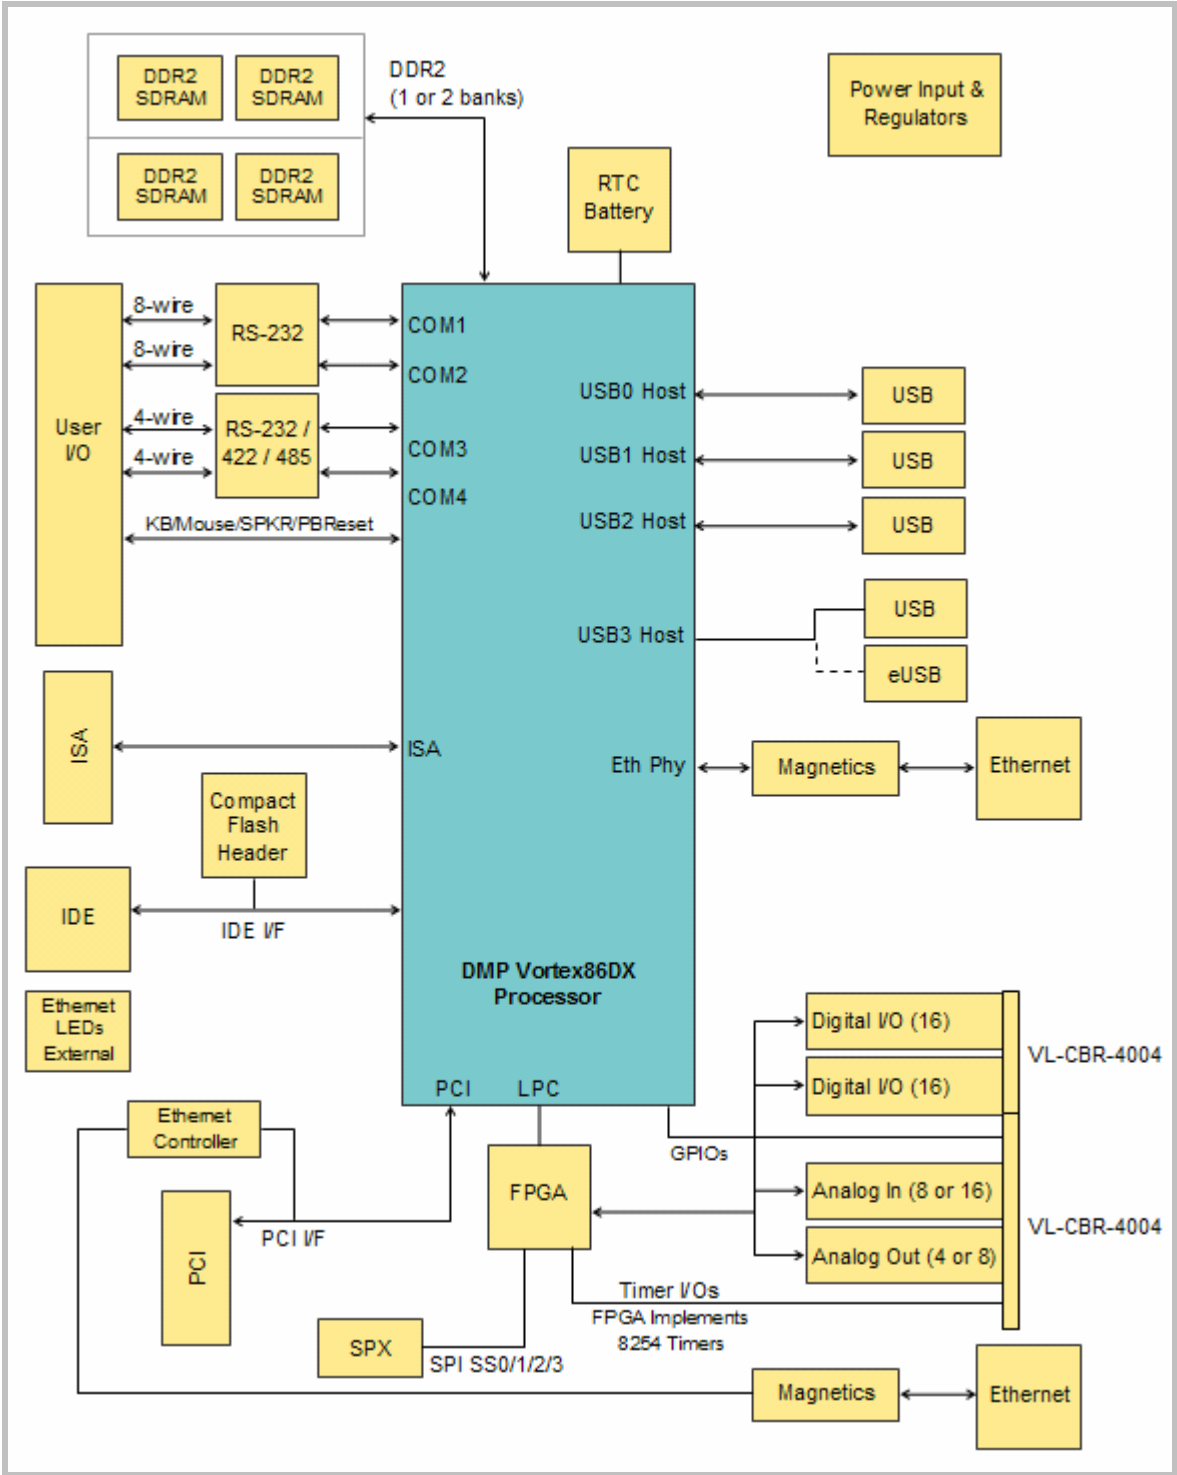 DDR2
SDRAM
DDR2
SDRAM
DDR2
SDRAM
DDR2
SDRAM
DDR2
(1 or 2 banks)
Power Input &
Regulators
RTC
Battery
User
I/O
8-wire
8-wire
RS-232
4-wire
4-wire
RS-232 /
422 / 485
KB/Mouse/SPKR/PBReset
COM1
COM2
COM3
COM4
USB0 Host
USB
USB1 Host
USB
USB2 Host
USB
USB3 Host
USB
eUSB
ISA
ISA
Eth Phy
Magnetics
Ethernet
Compact
Flash
Header
IDE
IDE I/F
DMP Vortex86DX
Processor
Ethernet
LEDs
External
PCI
LPC
Digital I/O (16)
Digital I/O (16)
VL-CBR-4004
Ethernet
Controller
GPIOs
FPGA
Analog In (8 or 16)
Analog Out (4 or 8)
VL-CBR-4004
PCI
PCI I/F
Timer I/Os
FPGA Implements
8254 Timers
SPX
SPI SS0/1/2/3
Magnetics
Ethernet